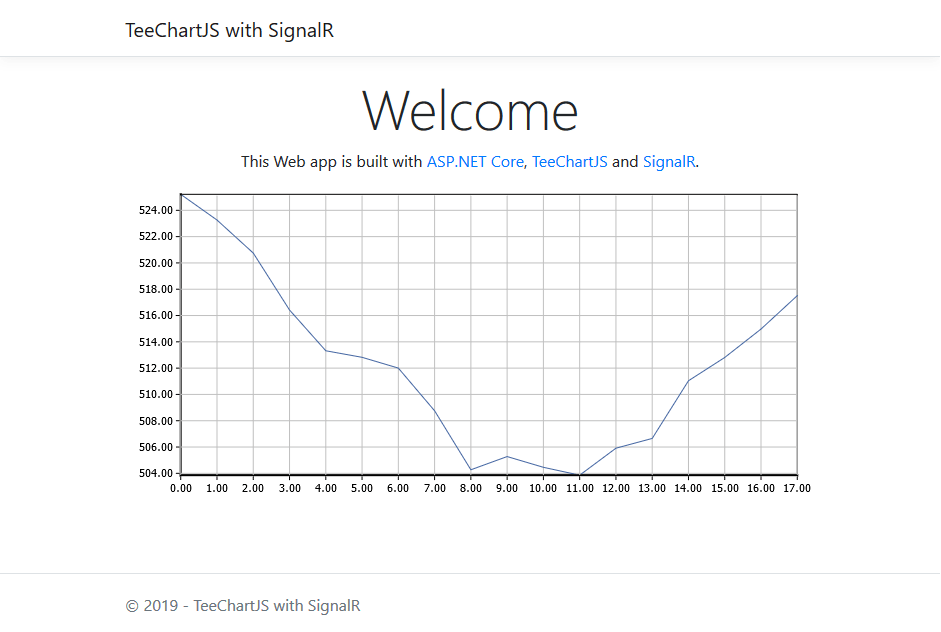 TeeChartJS with SignalR
Welcome
This Web app is built with ASP.NET Core, TeeChartJS and SignalR.
524.00
522.00
520.00
518.00
516.00
514.00
512.00
510.00
508.00
506.00
504.00
0.00 1.00 2.00 3.00 4.00 5.00 6.00 7.00 8.00 9.00 10.00 11.00 12.00 13.00 14.00 15.00 16.00 17.00
© 2019 - TeeChartJS with SignalR